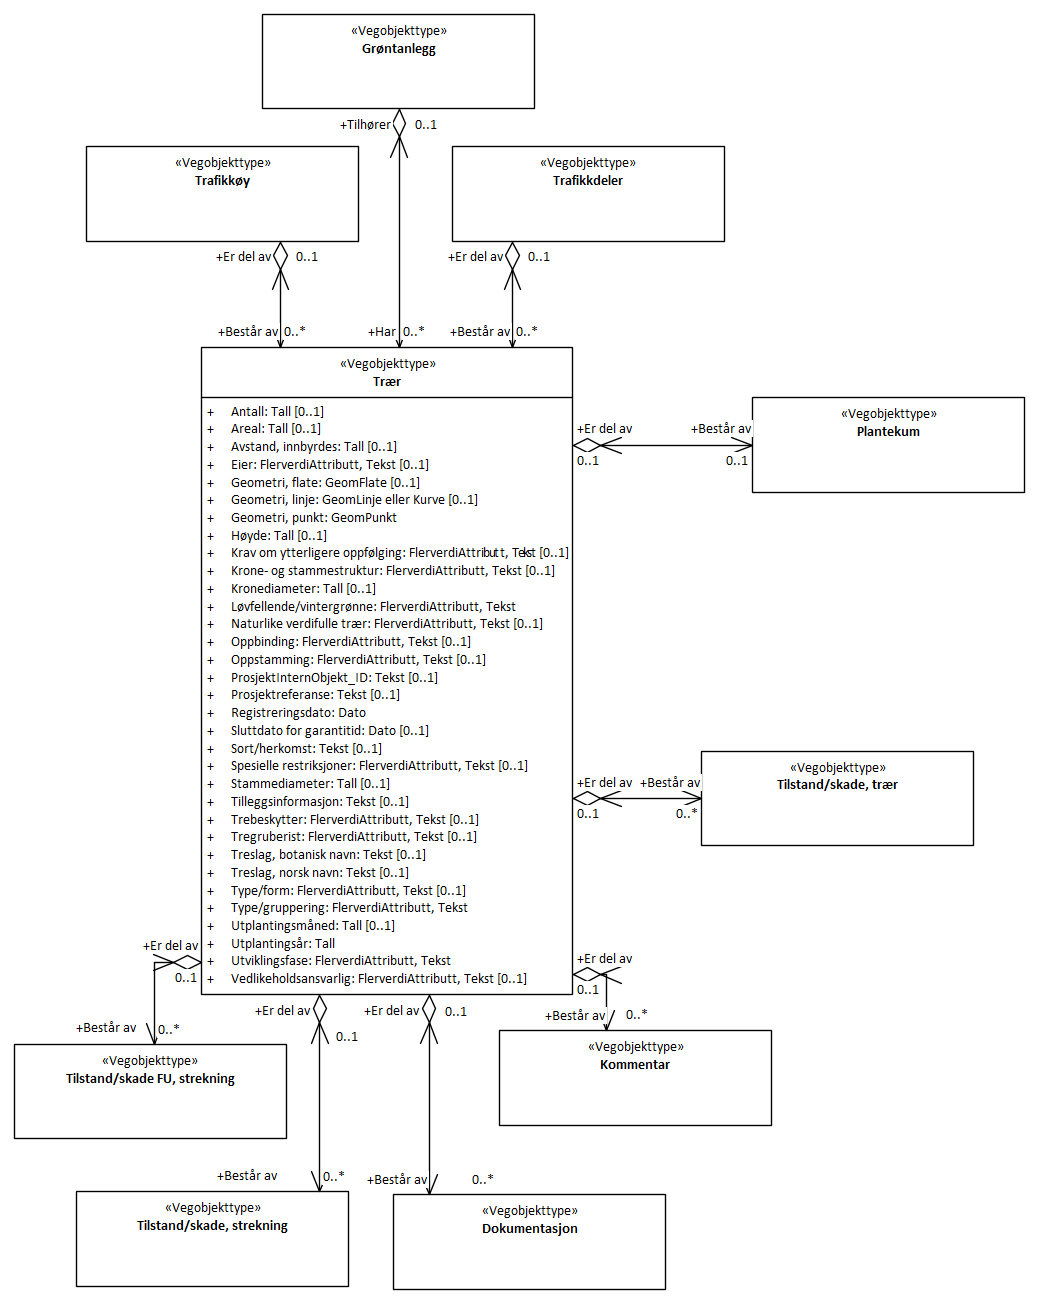 «Vegobjekttype»
Grøntanlegg
+Tilhører
0..1
«Vegobjekttype»
Trafikkøy
«Vegobjekttype»
Trafikkdeler
+Er del av
0..1
+Er del av
0..1
+Består av
0..*
+Har
0..*
+Består av
0..*
«Vegobjekttype»
Trær
+ Antall: Tall [0..1]
+ Areal: Tall [0..1]
+ Avstand, innbyrdes: Tall [0..1]
+ Eier: FlerverdiAttributt, Tekst [0..1]
+ Geometri, flate: GeomFlate [0..1]
+ Geometri, linje: GeomLinje eller Kurve [0..1]
+ Geometri, punkt: GeomPunkt
+ Høyde: Tall [0..1]
+ Krav om ytterligere oppfølging: FlerverdiAttributt, Tekst [0..1]
+ Krone- og stammestruktur: FlerverdiAttributt, Tekst [0..1]
+ Kronediameter: Tall [0..1]
+ Løvfellende/vintergrønne: FlerverdiAttributt, Tekst
+ Naturlike verdifulle trær: FlerverdiAttributt, Tekst [0..1]
+ Oppbinding: FlerverdiAttributt, Tekst [0..1]
+ Oppstamming: FlerverdiAttributt, Tekst [0..1]
+ ProsjektInternObjekt_ID: Tekst [0..1]
+ Prosjektreferanse: Tekst [0..1]
+ Registreringsdato: Dato
+ Sluttdato for garantitid: Dato [0..1]
+ Sort/herkomst: Tekst [0..1]
+ Spesielle restriksjoner: FlerverdiAttributt, Tekst [0..1]
+ Stammediameter: Tall [0..1]
+ Tilleggsinformasjon: Tekst [0..1]
+ Trebeskytter: FlerverdiAttributt, Tekst [0..1]
+ Tregruberist: FlerverdiAttributt, Tekst [0..1]
+ Treslag, botanisk navn: Tekst [0..1]
+ Treslag, norsk navn: Tekst [0..1]
+ Type/form: FlerverdiAttributt, Tekst [0..1]
+ Type/gruppering: FlerverdiAttributt, Tekst
+ Utplantingsmåned: Tall [0..1]
+ Utplantingsår: Tall
+ Utviklingsfase: FlerverdiAttributt, Tekst
+ Vedlikeholdsansvarlig: FlerverdiAttributt, Tekst [0..1]
+Er del av
0..1
+Består av
0..1
«Vegobjekttype»
Plantekum
+Er del av
0..1
+Består av
0..*
«Vegobjekttype»
Tilstand/skade, trær
+Er del av
0..1
+Består av
0..*
«Vegobjekttype»
Kommentar
+Er del av
0..1
+Består av
0..*
«Vegobjekttype»
Tilstand/skade FU, strekning
+Er del av
0..1
+Består av
0..*
«Vegobjekttype»
Tilstand/skade, strekning
+Er del av
0..1
+Består av
0..*
«Vegobjekttype»
Dokumentasjon